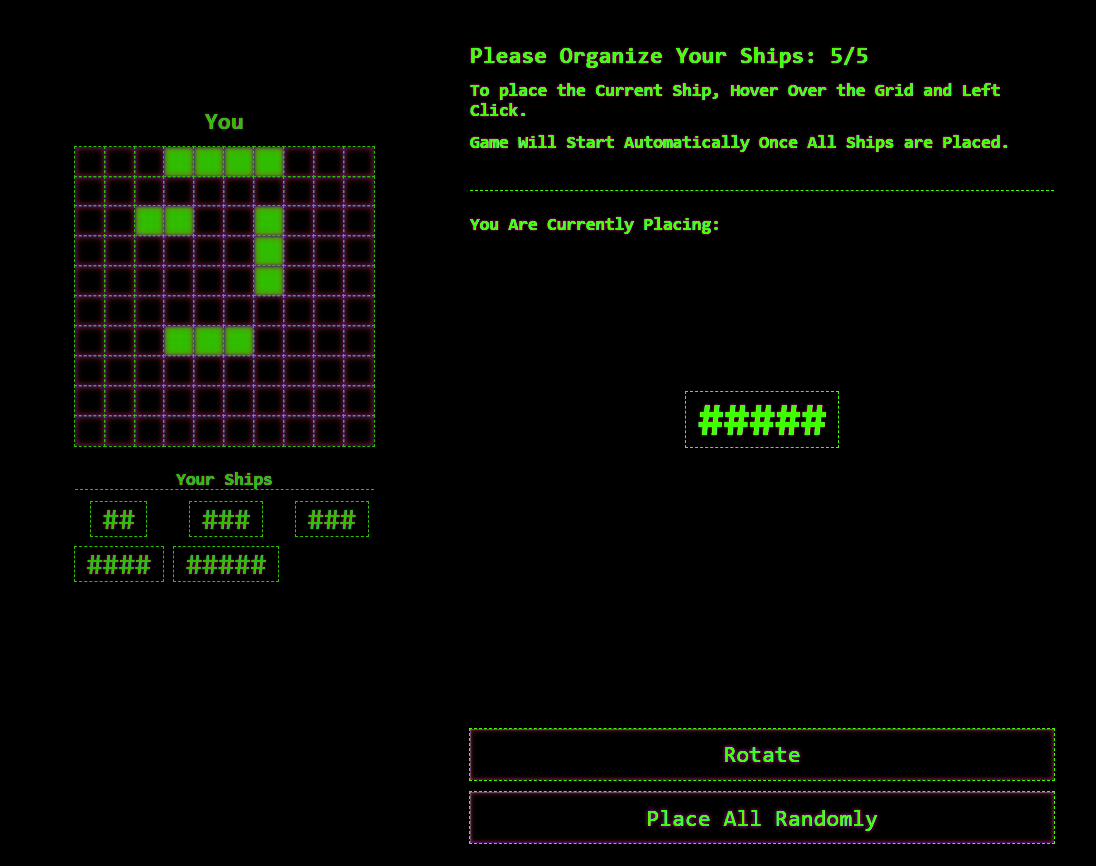 Please Organize Your Ships: 5/5
To place the Current Ship, Hover Over the Grid and Left
Click.
Game Will Start Automatically Once All Ships are Placed.
You Are Currently Placing:
#####
Rotate
Place All Randomly
You
Your Ships
## ### ###
#### #####